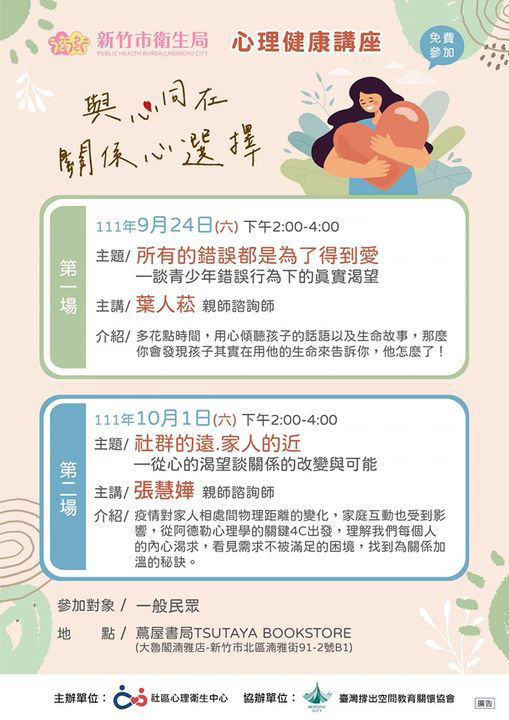 新竹市衛生局
PUBLIC HEALTH BUREAU,HSINCHU CITY
心理健康講座
免費
參加
與心同在
關係心選擇
第一場
111年9月24日(六) 下午2:00-4:00
主題/ 所有的錯誤都是為了得到愛
—談青少年錯誤行為下的真實渴望
主講/ 葉人菘 親師諮詢師
介紹/ 多花點時間，用心傾聽孩子的話語以及生命故事，那麼
你會發現孩子其實在用他的生命來告訴你，他怎麼了！
第二場
111年10月1日(六) 下午2:00-4:00
主題/ 社群的遠.家人的近
—從心的渴望談關係的改變與可能
主講/ 張慧嬅 親師諮詢師
介紹/ 疫情對家人相處間物理距離的變化，家庭互動也受到影
響，從阿德勒心理學的關鍵4C出發，理解我們每個人
的內心渴求，看見需求不被滿足的困境，找到為關係加
溫的秘訣。
參加對象 / 一般民眾
地 點 / 蔦屋書局TSUTAYA BOOKSTORE
(大魯閣湳雅店-新竹市北區湳雅街91-2號B1)
主辦單位： 社區心理衛生中心 協辦單位： HOPEFUL CITY 臺灣撐出空間教育關懷協會
廣告